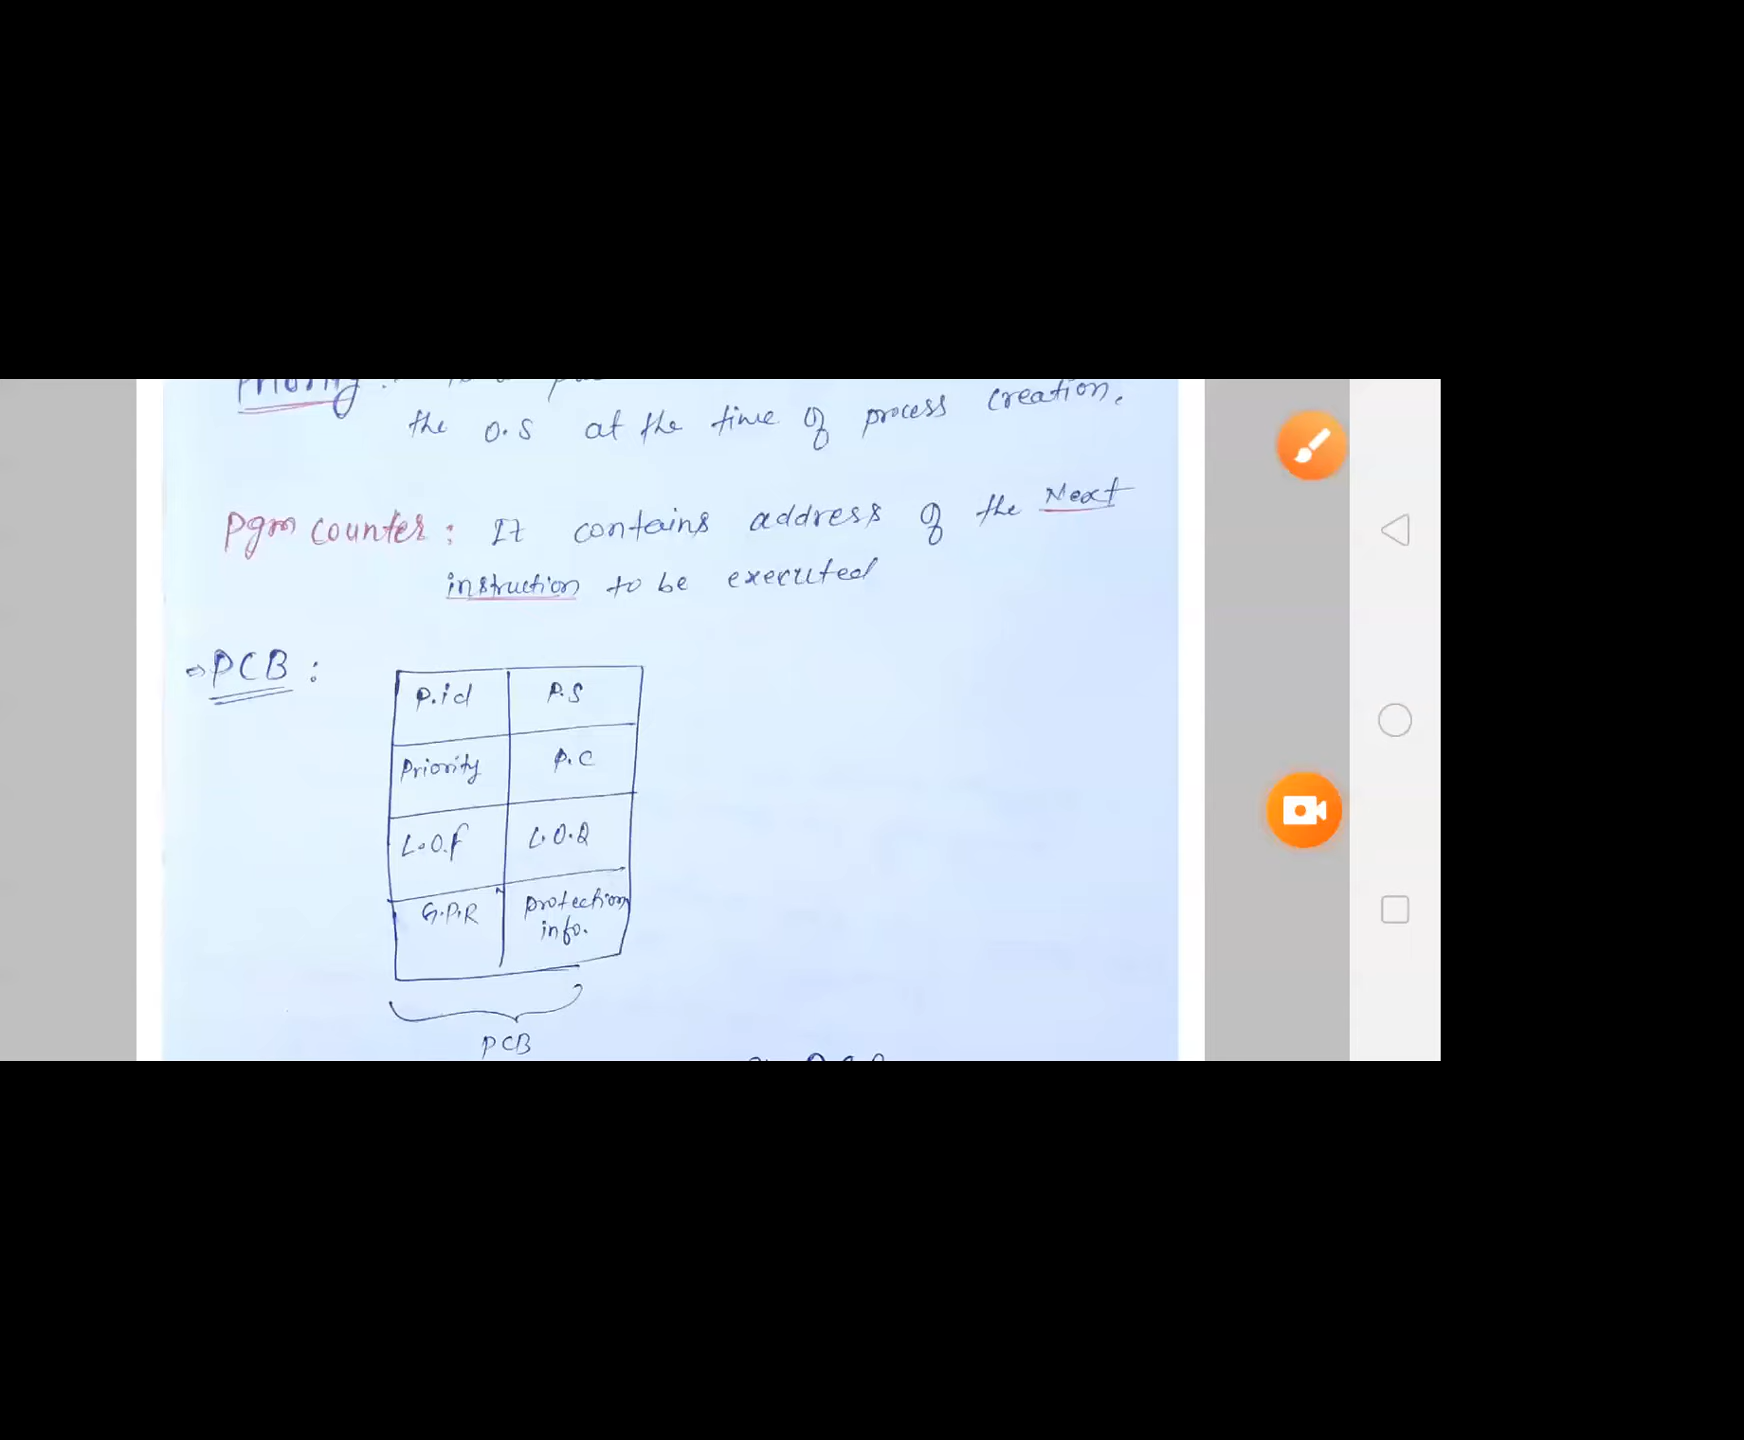 Priority :
the O.S at the time of process creation.
Pgm counter : It contains address of the Next
instruction to be executed
⇒ PCB :
P.id P.S
Priority P.C
L.O.F L.O.D
G.P.R protection
info.
PCB